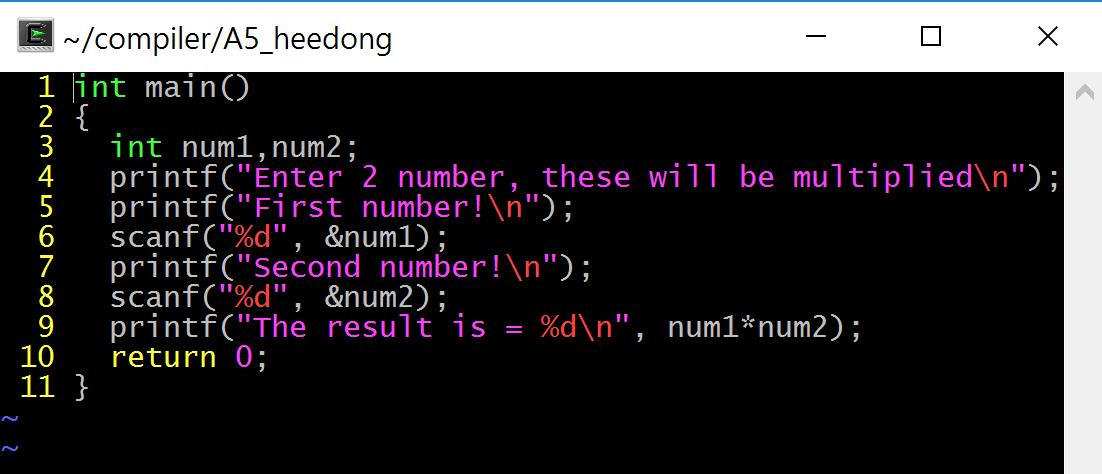 ~/compiler/A5_heedong
1 int main()
2 {
3   int num1,num2;
4   printf("Enter 2 number, these will be multiplied\n");
5   printf("First number!\n");
6   scanf("%d", &num1);
7   printf("Second number!\n");
8   scanf("%d", &num2);
9   printf("The result is = %d\n", num1*num2);
10   return 0;
11 }
~
~